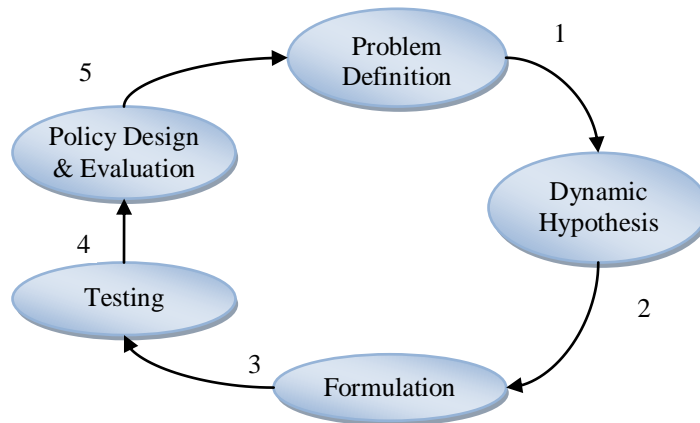 Problem
Definition
1
Dynamic
Hypothesis
2
Formulation
3
Testing
4
Policy Design
& Evaluation
5